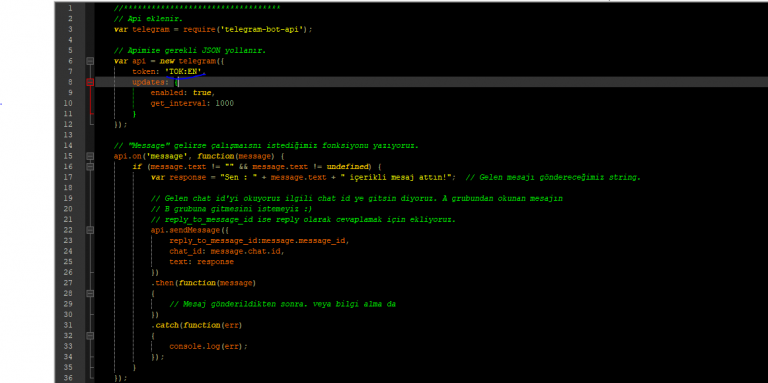 1 //**********************************
2 // Api eklenir.
3 var telegram = require('telegram-bot-api');
4
5 // Apimize gerekli JSON yollanır.
6 var api = new telegram({
7 token: 'TOK:EN',
8 updates: {
9 enabled: true,
10 get_interval: 1000
11 }
12 });
13
14 // "Message" gelirse çalışmaısnı istediğimiz fonksiyonu yazıyoruz.
15 api.on('message', function(message) {
16 if (message.text != "" && message.text != undefined) {
17 var response = "Sen : " + message.text + " içerikli mesaj attın!"; // Gelen mesajı göndereceğimiz string.
18
19 // Gelen chat id'yi okuyoruz ilgili chat id ye gitsin diyoruz. A grubundan okunan mesajın
20 // B grubuna gitmesini istemeyiz :)
21 // reply_to_message_id ise reply olarak cevaplamak için ekliyoruz.
22 api.sendMessage({
23 reply_to_message_id:message.message_id,
24 chat_id: message.chat.id,
25 text: response
26 })
27 .then(function(message)
28 {
29 // Mesaj gönderildikten sonra. veya bilgi alma da
30 })
31 .catch(function(err)
32 {
33 console.log(err);
34 });
35 }
36 });